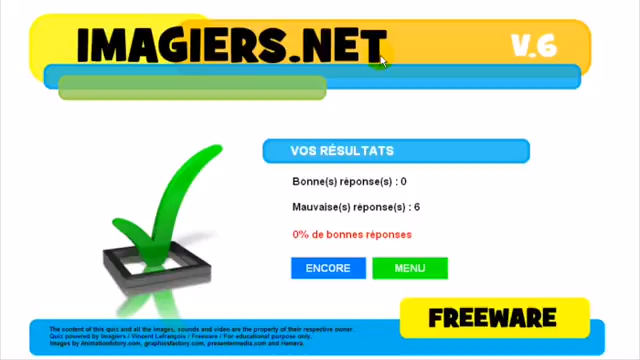 IMAGIERS.NET
V.6
VOS RÉSULTATS
Bonne(s) réponse(s) : 0
Mauvaise(s) réponse(s) : 6
0% de bonnes réponses
ENCORE
MENU
FREEWARE
The content of this quiz and all the images, sounds and video are the property of their respective owner.
Quiz powered by Imagiers / Vincent Lefrançois / Freeware / For educational purpose only.
Images by Animationfctory.com, graphicsfactory.com, presentermedia.com and Hemera.